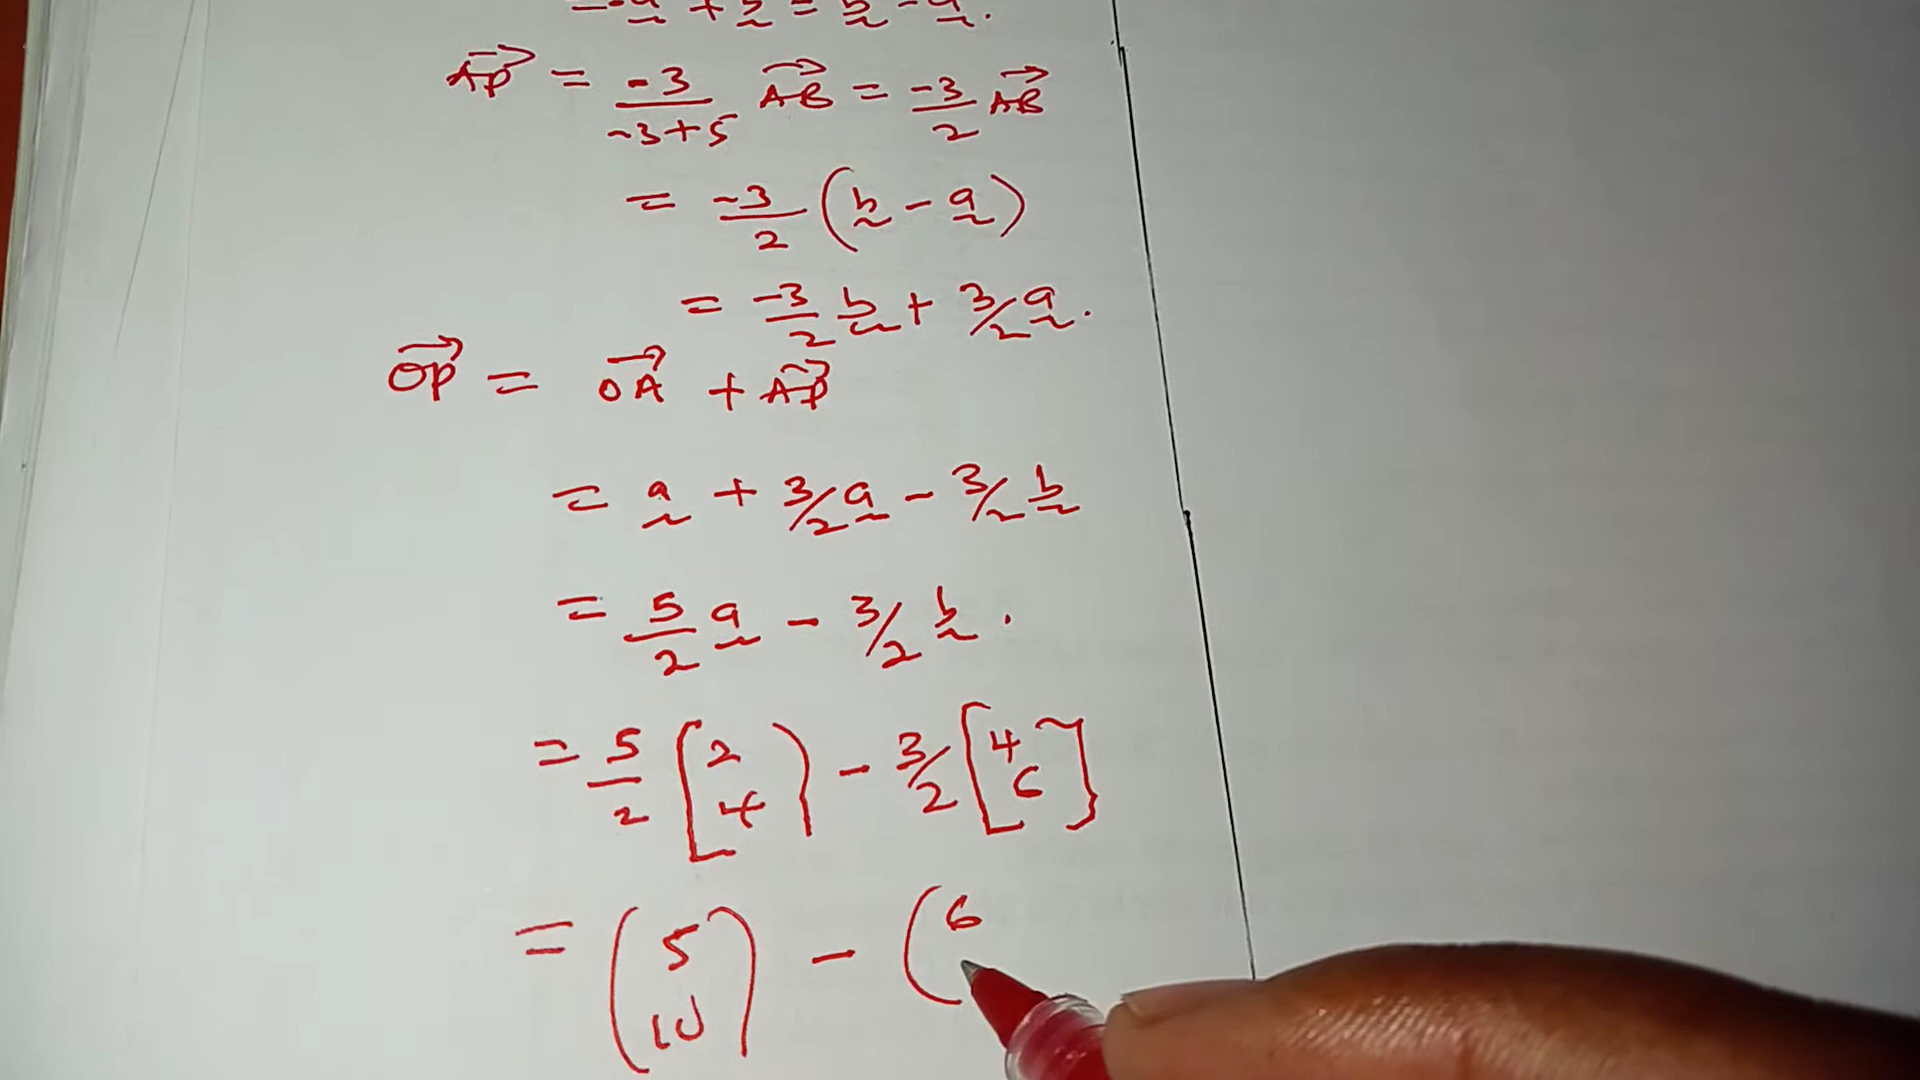 = -a + b = b - a.
AP = -3/-3+5 AB = -3/2 AB
= -3/2 (b - a)
= -3/2 b + 3/2 a.
OP = OA + AP
= a + 3/2 a - 3/2 b
= 5/2 a - 3/2 b.
= 5/2 [2 4] - 3/2 [4 6]
= (5 10) - (6